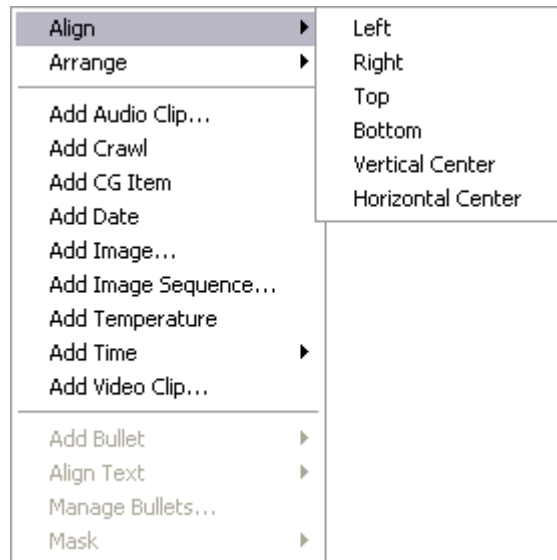 Align
Arrange
Add Audio Clip...
Add Crawl
Add CG Item
Add Date
Add Image...
Add Image Sequence...
Add Temperature
Add Time
Add Video Clip...
Add Bullet
Align Text
Manage Bullets...
Mask
Left
Right
Top
Bottom
Vertical Center
Horizontal Center